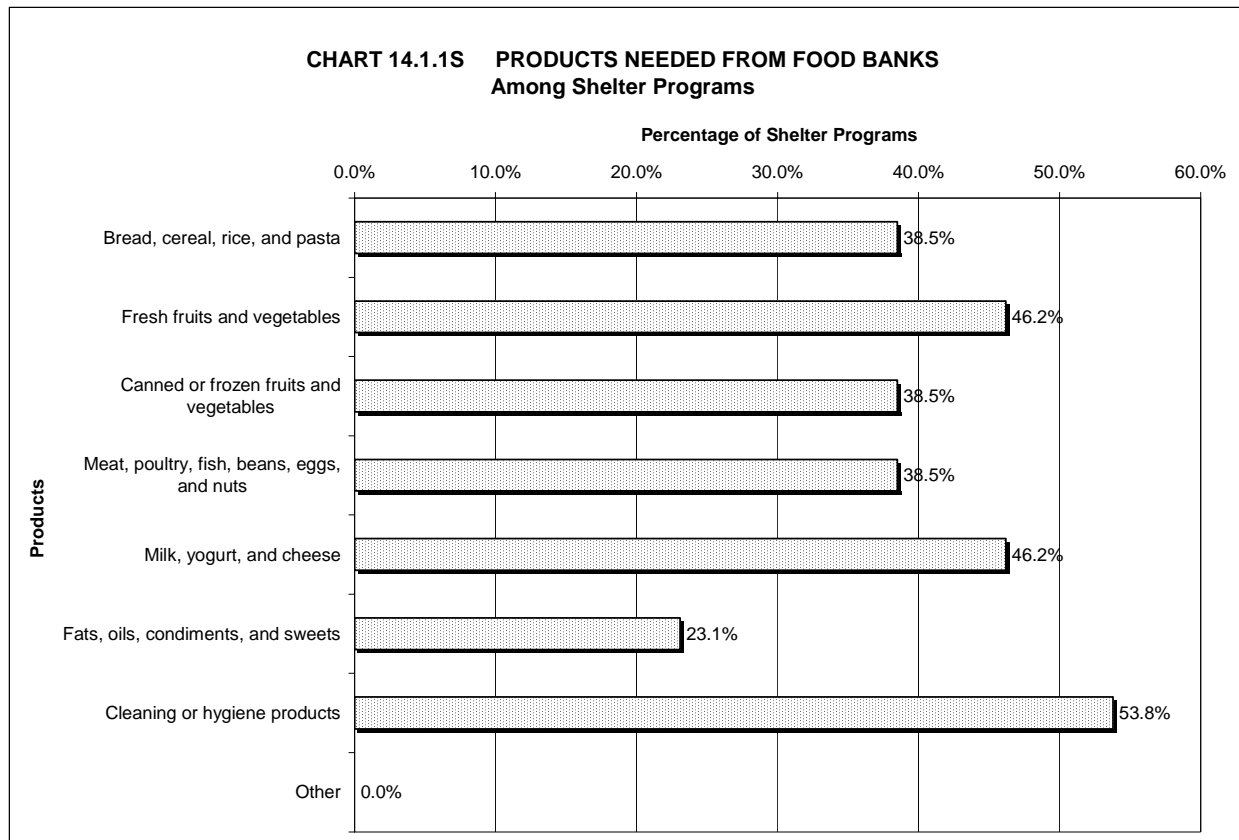 CHART 14.1.1S PRODUCTS NEEDED FROM FOOD BANKS
Among Shelter Programs
Percentage of Shelter Programs
0.0% 10.0% 20.0% 30.0% 40.0% 50.0% 60.0%
Products
Bread, cereal, rice, and pasta 38.5%
Fresh fruits and vegetables 46.2%
Canned or frozen fruits and
vegetables 38.5%
Meat, poultry, fish, beans, eggs,
and nuts 38.5%
Milk, yogurt, and cheese 46.2%
Fats, oils, condiments, and sweets 23.1%
Cleaning or hygiene products 53.8%
Other 0.0%